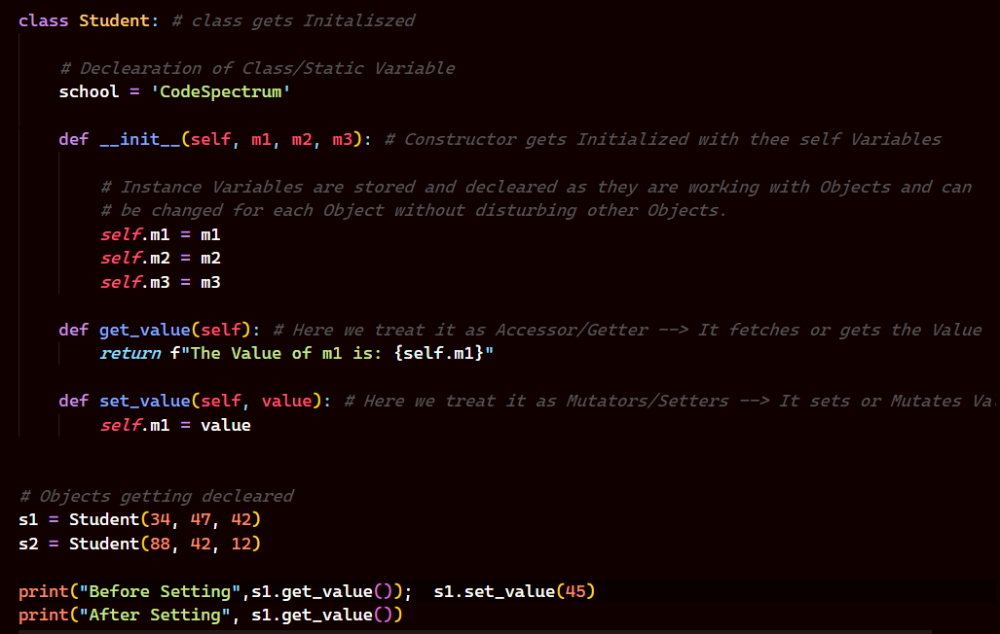 class Student: # class gets Initaliszed
# Declearation of Class/Static Variable
school = 'CodeSpectrum'
def __init__(self, m1, m2, m3): # Constructor gets Initialized with thee self Variables
# Instance Variables are stored and decleared as they are working with Objects and can
# be changed for each Object without disturbing other Objects.
self.m1 = m1
self.m2 = m2
self.m3 = m3
def get_value(self): # Here we treat it as Accessor/Getter --> It fetches or gets the Value
return f"The Value of m1 is: {self.m1}"
def set_value(self, value): # Here we treat it as Mutators/Setters --> It sets or Mutates
self.m1 = value
# Objects getting decleared
s1 = Student(34, 47, 42)
s2 = Student(88, 42, 12)
print("Before Setting",s1.get_value());  s1.set_value(45)
print("After Setting", s1.get_value())